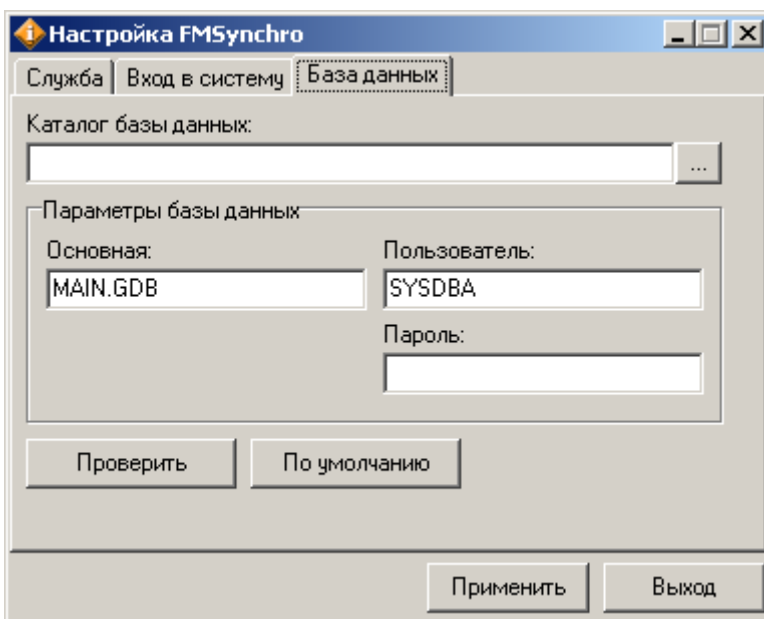 Настройка FMSynchro
Служба Вход в систему База данных
Каталог базы данных:
...
Параметры базы данных
Основная: Пользователь:
MAIN.GDB SYSDBA
Пароль:
Проверить По умолчанию
Применить Выход